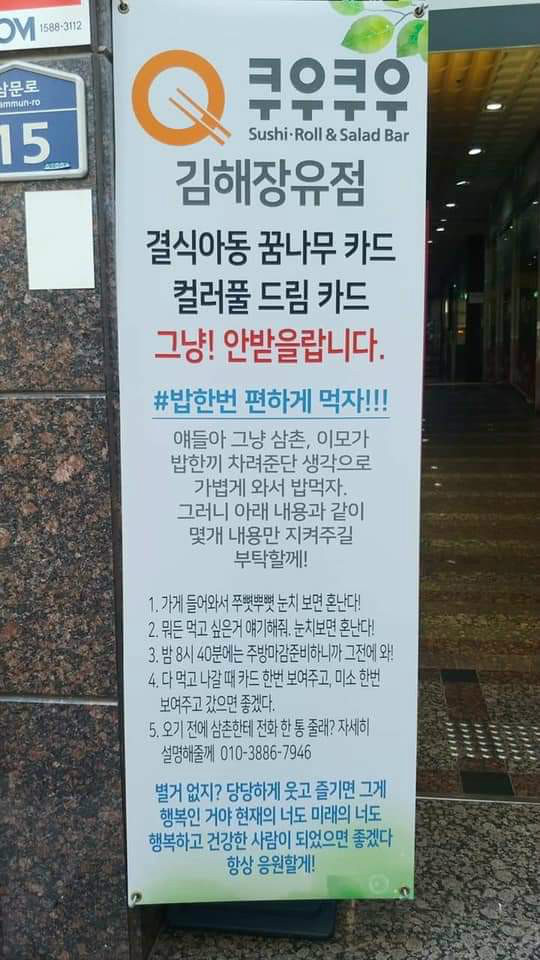 OM 1588-3112
삼문로
ammun-ro
15
쿠우쿠우
Sushi·Roll & Salad Bar
김해장유점
결식아동 꿈나무 카드
컬러풀 드림 카드
그냥! 안받을랍니다.
#밥한번 편하게 먹자!!!
얘들아 그냥 삼촌, 이모가
밥한끼 차려준단 생각으로
가볍게 와서 밥먹자.
그러니 아래 내용과 같이
몇개 내용만 지켜주길
부탁할께!
1. 가게 들어와서 쭈뼛쭈뼛 눈치 보면 혼난다!
2. 뭐든 먹고 싶은거 얘기해줘. 눈치보면 혼난다!
3. 밤 8시 40분에는 주방마감준비하니까 그전에 와!
4. 다 먹고 나갈 때 카드 한번 보여주고, 미소 한번
보여주고 갔으면 좋겠다.
5. 오기 전에 삼촌한테 전화 한 통 줄래? 자세히
설명해줄께 010-3886-7946
별거 없지? 당당하게 웃고 즐기면 그게
행복인 거야 현재의 너도 미래의 너도
행복하고 건강한 사람이 되었으면 좋겠다
항상 응원할게!